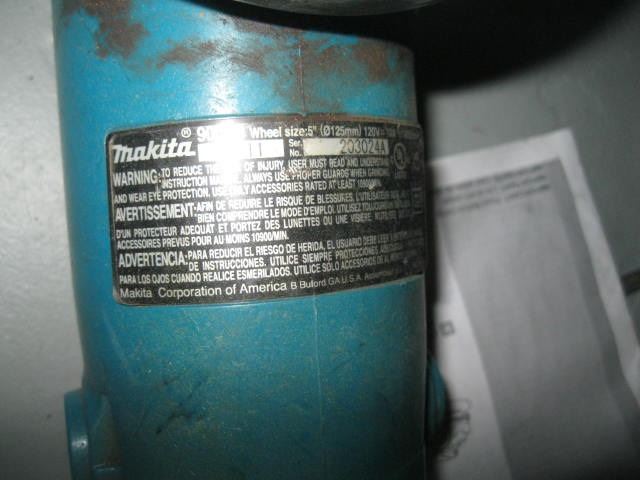 makita ® Wheel size:5" (Ø125mm) 120V
Ser. No. 203024A
WARNING: TO REDUCE THE RISK OF INJURY, USER MUST READ AND UNDERSTAND
INSTRUCTION MANUAL. ALWAYS USE PROPER GUARDS WHEN GRINDING
AND WEAR EYE PROTECTION. USE ONLY ACCESSORIES RATED AT LEAST
AVERTISSEMENT: AFIN DE REDUIRE LE RISQUE DE BLESSURES, L'UTILISATEUR DOIT
BIEN COMPRENDRE LE MODE D'EMPLOI. UTILISEZ TOUJOURS
D'UN PROTECTEUR ADEQUAT ET PORTEZ DES LUNETTES OU UNE VISIERE.
ACCESSOIRES PREVUS POUR AU MOINS 10900/MIN.
ADVERTENCIA: PARA REDUCIR EL RIESGO DE HERIDA, EL USUARIO DEBE LEER
DE INSTRUCCIONES. UTILICE SIEMPRE PROTECCIONES
PARA LOS OJOS CUANDO REALICE ESMERILADOS. UTILICE SOLO ACCESORIOS
Makita Corporation of America B Buford GA U.S.A.